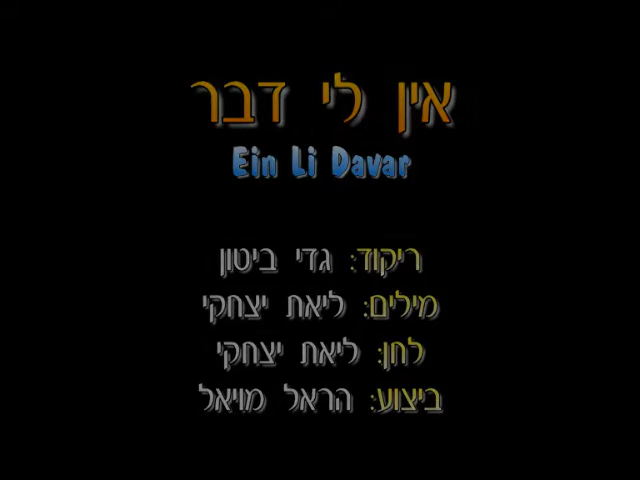 אין לי דבר
Ein Li Davar
ריקוד: גדי ביטון
מילים: ליאת יצחקי
לחן: ליאת יצחקי
ביצוע: הראל מויאל